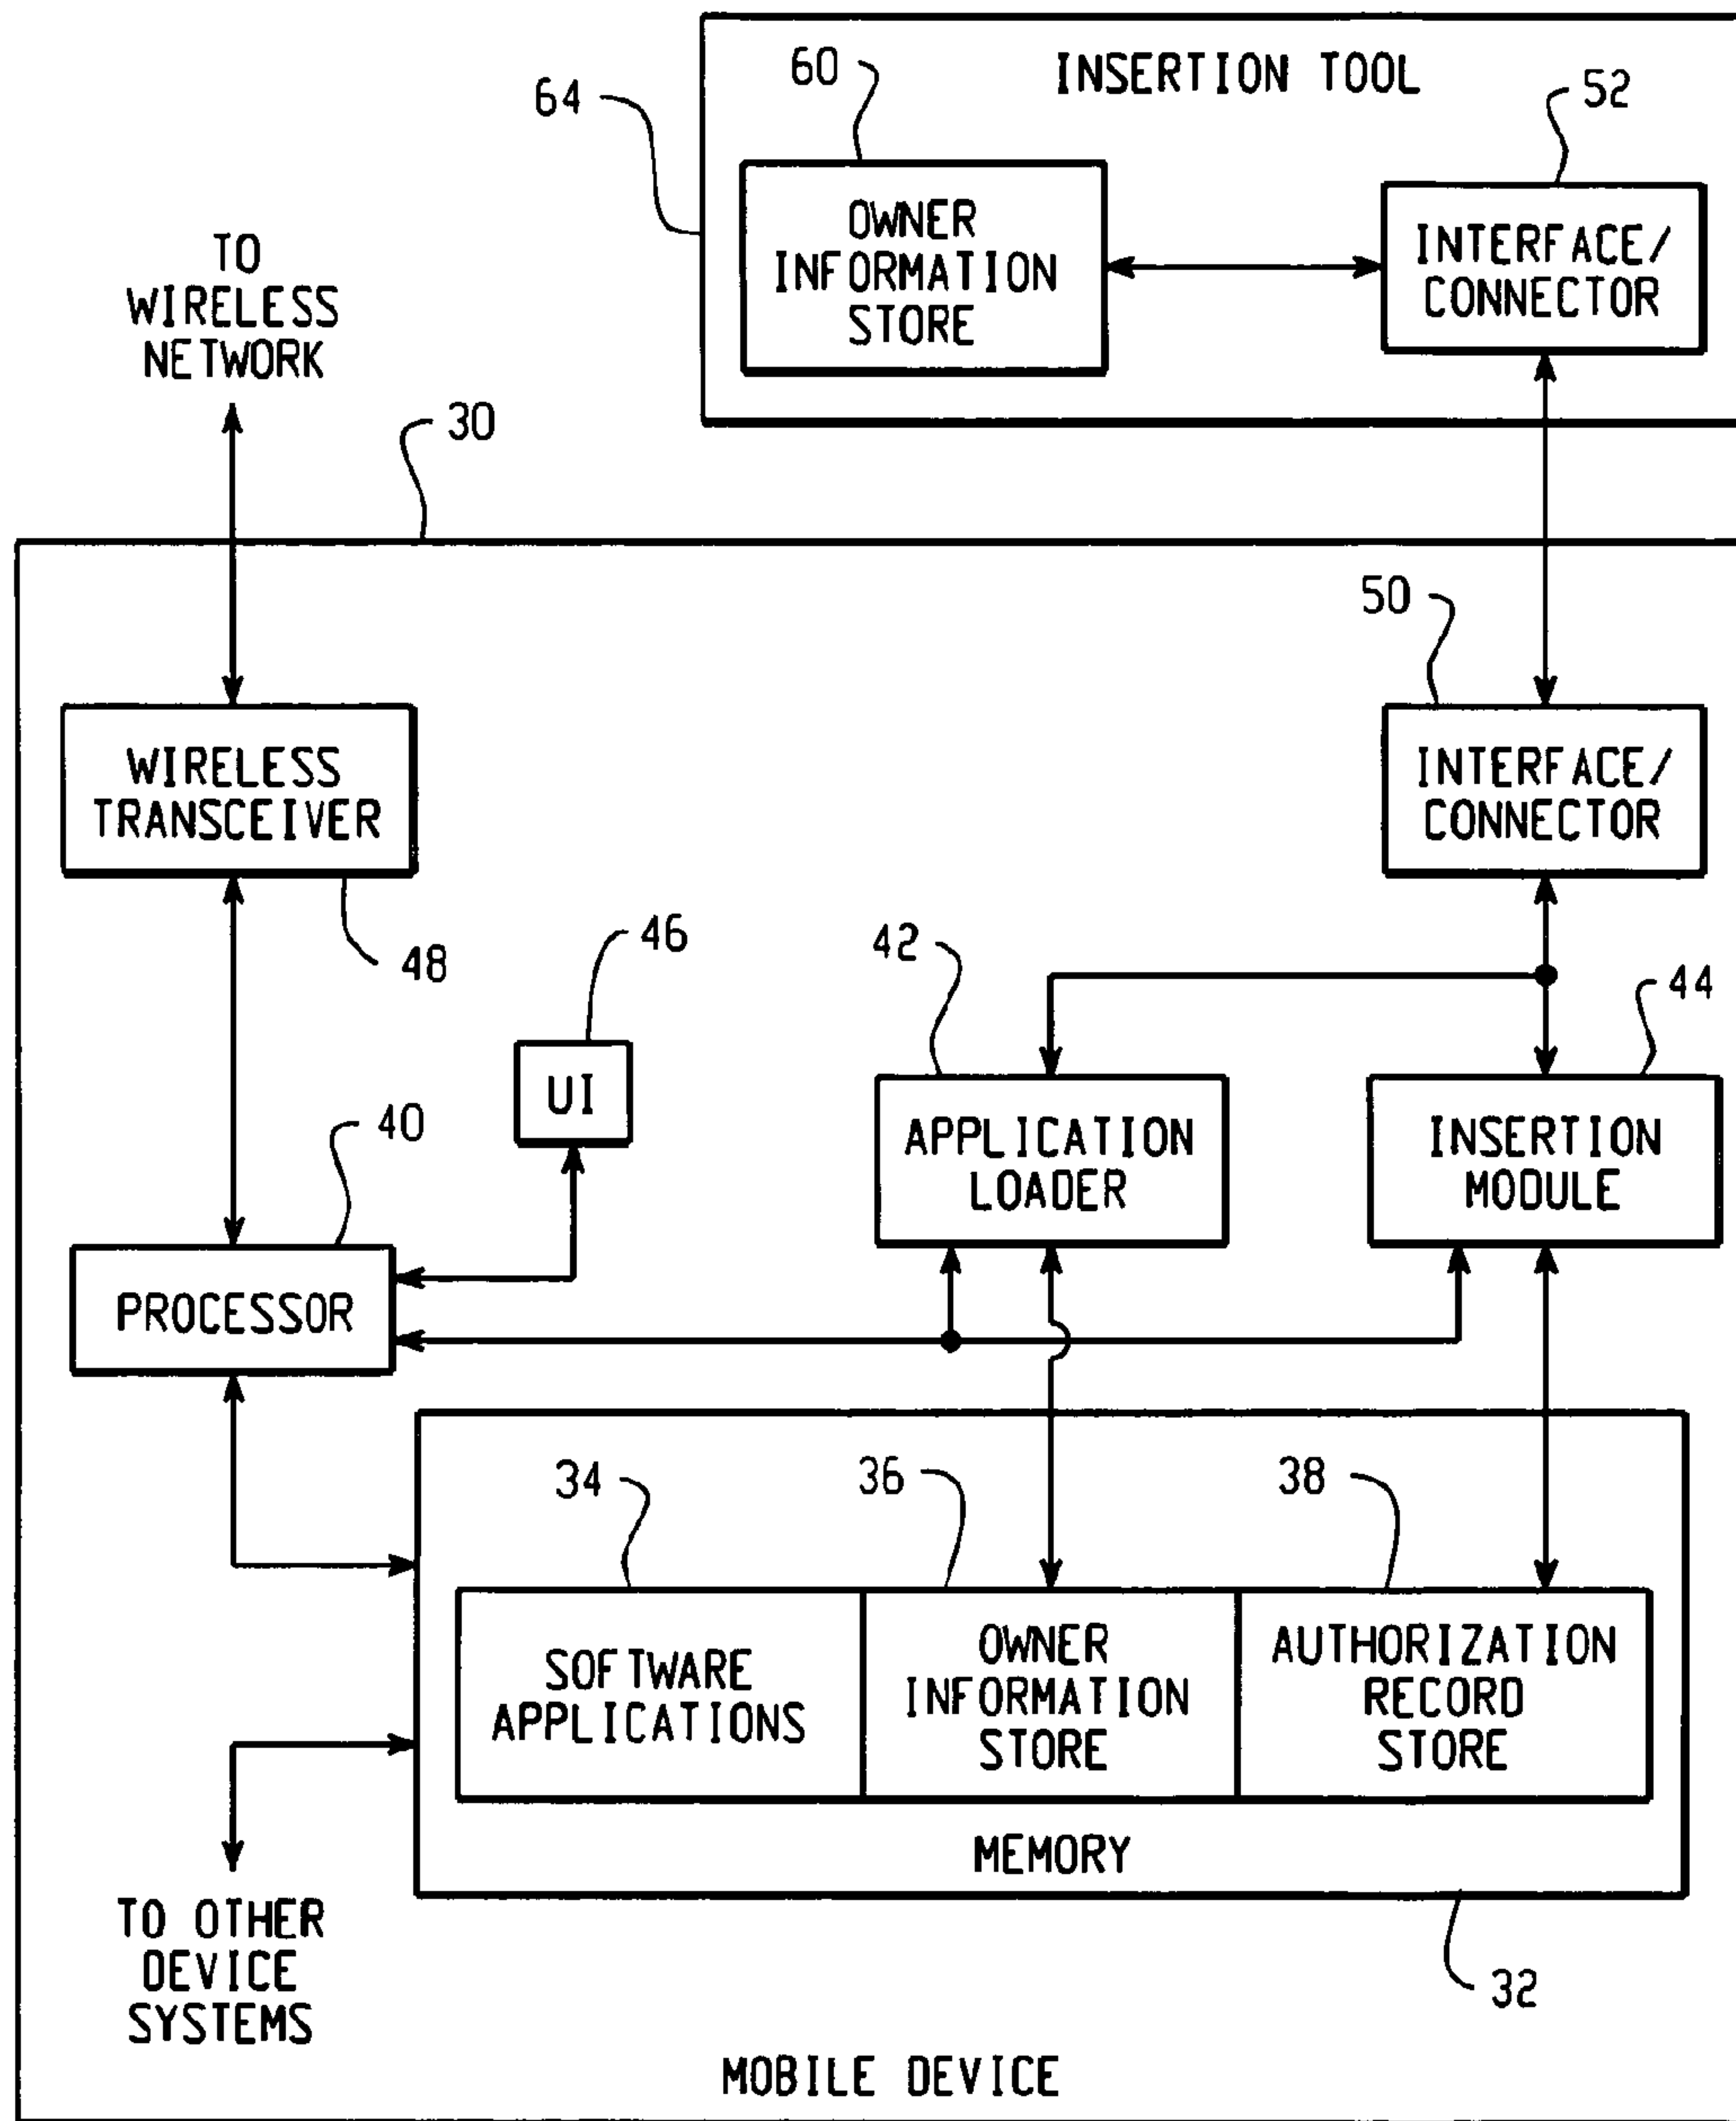 INSERTION TOOL
60
64
52
OWNER
INFORMATION
STORE
INTERFACE/
CONNECTOR
TO
WIRELESS
NETWORK
30
50
WIRELESS
TRANSCEIVER
INTERFACE/
CONNECTOR
48
46
42
44
UI
40
APPLICATION
LOADER
INSERTION
MODULE
PROCESSOR
34
36
38
SOFTWARE
APPLICATIONS
OWNER
INFORMATION
STORE
AUTHORIZATION
RECORD
STORE
MEMORY
TO OTHER
DEVICE
SYSTEMS
32
MOBILE DEVICE